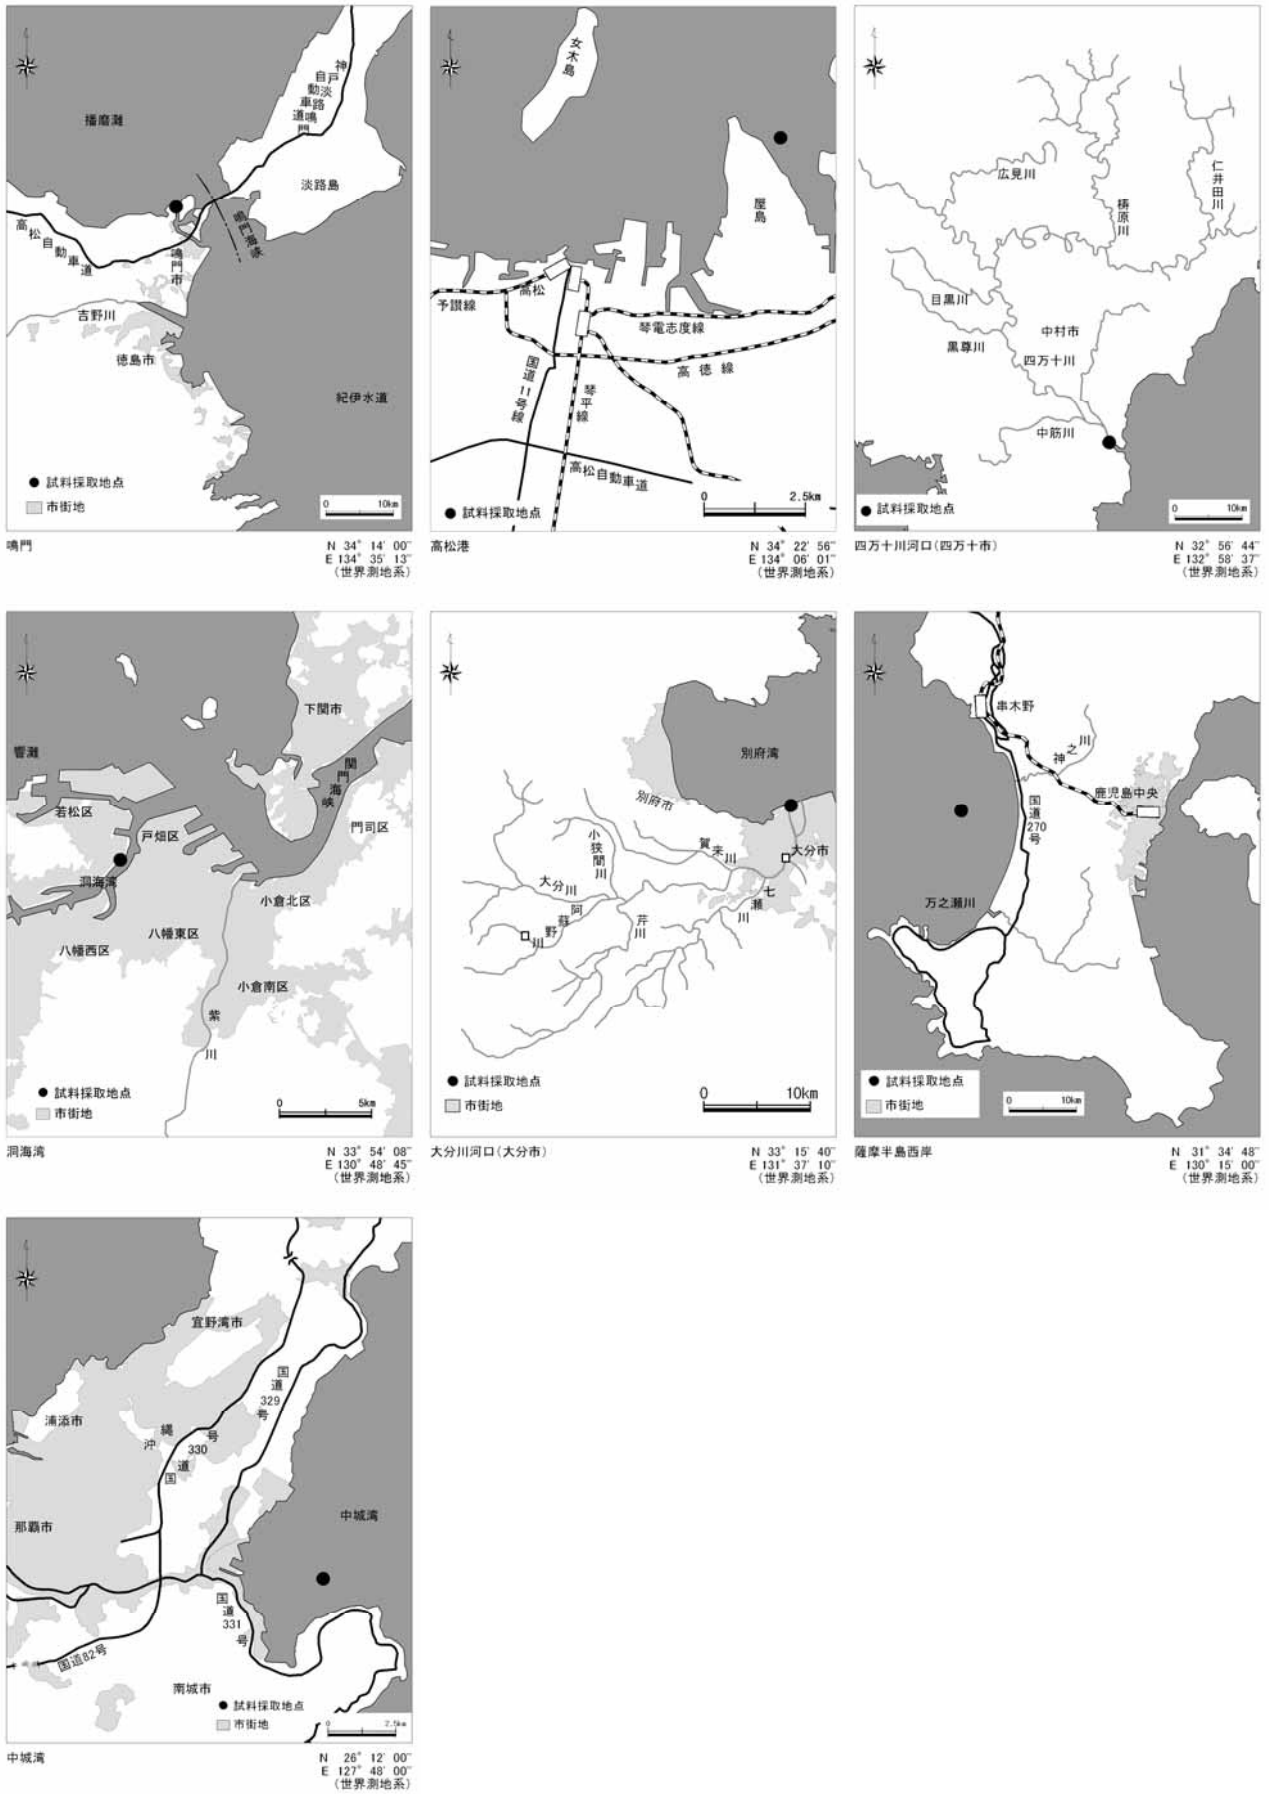 播磨灘
神戸淡路鳴門
自動車道
淡路島
鳴門海峡
高松自動車道
鳴門市
吉野川
徳島市
紀伊水道
試料採取地点
市街地
0 10km
鳴門
N 34° 14′ 00″
E 134° 35′ 13″
(世界測地系)
女木島
屋島
高松
予讃線
琴電志度線
高徳線
国道11号線
琴平線
高松自動車道
0 2.5km
試料採取地点
高松港
N 34° 22′ 56″
E 134° 06′ 01″
(世界測地系)
広見川
梼原川
仁井田川
目黒川
黒尊川
中村市
四万十川
中筋川
試料採取地点
0 10km
四万十川河口(四万十市)
N 32° 56′ 44″
E 132° 58′ 37″
(世界測地系)
下関市
響灘
関門海峡
若松区
戸畑区
門司区
洞海湾
小倉北区
八幡東区
八幡西区
小倉南区
紫川
試料採取地点
市街地
0 5km
洞海湾
N 33° 54′ 08″
E 130° 48′ 45″
(世界測地系)
別府湾
別府市
小狭間川
賀来川
大分市
大分川
阿蘇野川
芹川
七瀬川
試料採取地点
市街地
0 10km
大分川河口(大分市)
N 33° 15′ 40″
E 131° 37′ 10″
(世界測地系)
串木野
神之川
鹿児島中央
国道270号
万之瀬川
試料採取地点
市街地
0 10km
薩摩半島西岸
N 31° 34′ 48″
E 130° 15′ 00″
(世界測地系)
宜野湾市
国道329号
浦添市
沖縄
国道330号
那覇市
中城湾
国道331号
国道82号
南城市
試料採取地点
市街地
0 2.5km
中城湾
N 26° 12′ 00″
E 127° 48′ 00″
(世界測地系)